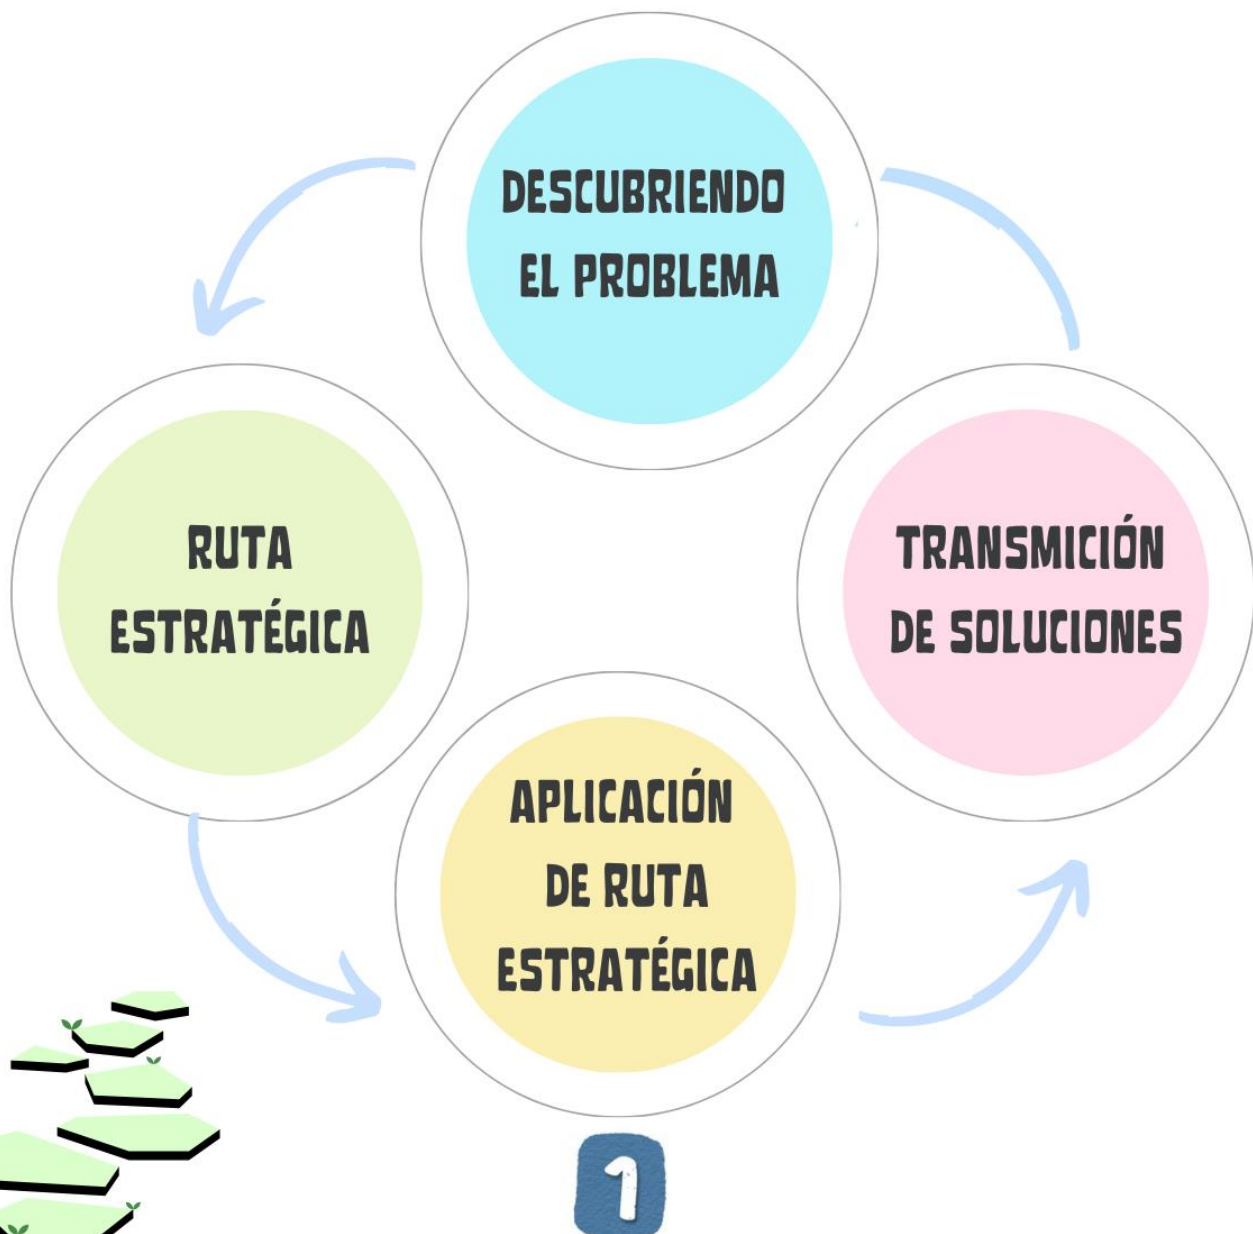 DESCUBRIENDO
EL PROBLEMA
RUTA
ESTRATÉGICA
TRANSMICIÓN
DE SOLUCIONES
APLICACIÓN
DE RUTA
ESTRATÉGICA
1